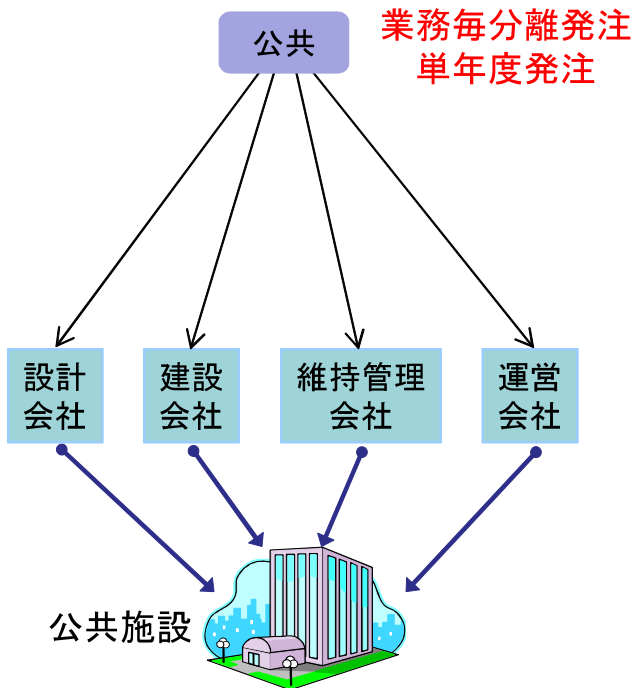 公共
業務毎分離発注
単年度発注
設計
会社
建設
会社
維持管理
会社
運営
会社
公共施設